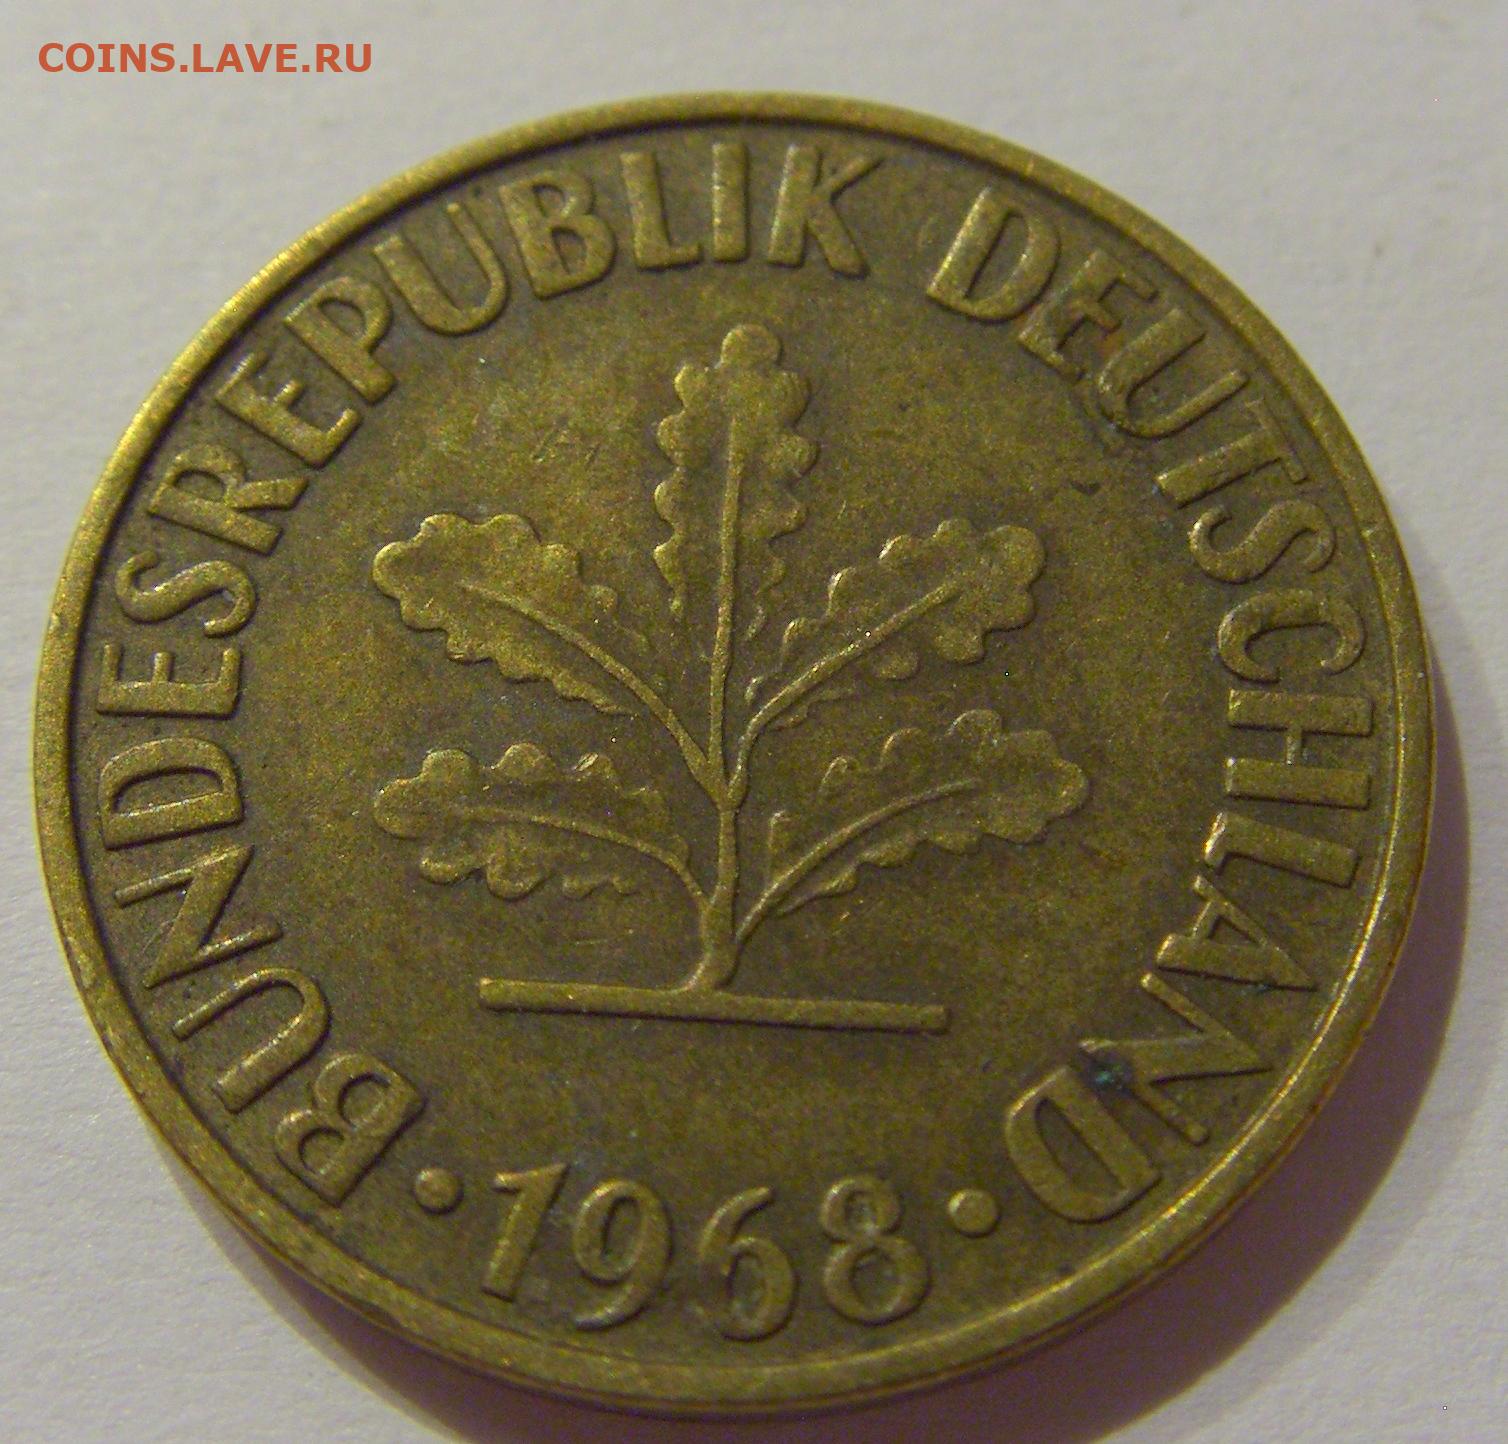 COINS.LAVE.RU
BUNDESREPUBLIK DEUTSCHLAND
· 1968 ·